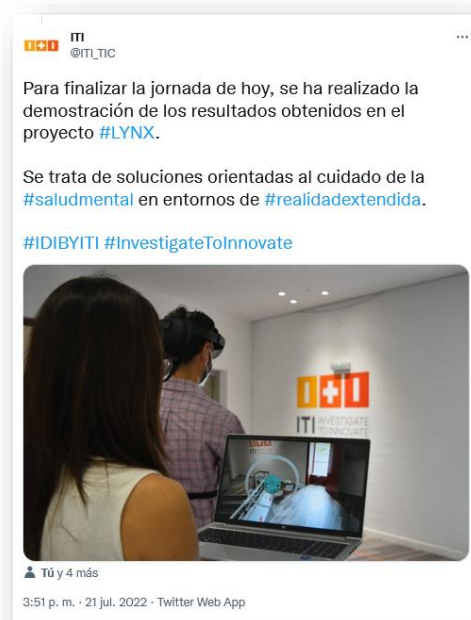 ITI
@ITI_TIC
Para finalizar la jornada de hoy, se ha realizado la
demostración de los resultados obtenidos en el
proyecto #LYNX.
Se trata de soluciones orientadas al cuidado de la
#saludmental en entornos de #realidadextendida.
#IDIBYITI #InvestigateToInnovate
ITI INVESTIGATE
TO INNOVATE
Tú y 4 más
3:51 p. m. · 21 jul. 2022 · Twitter Web App